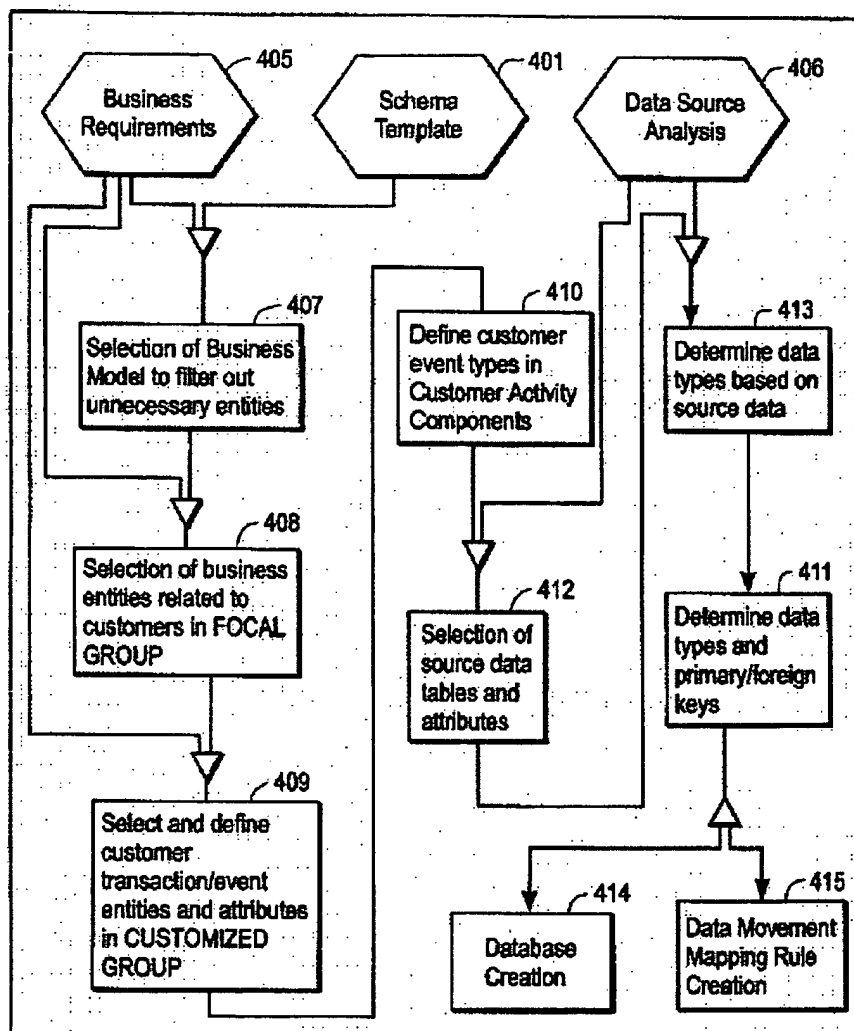 405
Business
Requirements
401
Schema
Template
406
Data Source
Analysis
407
Selection of Business
Model to filter out
unnecessary entities
410
Define customer
event types in
Customer Activity
Components
413
Determine data
types based on
source data
408
Selection of business
entities related to
customers in FOCAL
GROUP
412
Selection of
source data
tables and
attributes
411
Determine data
types and
primary/foreign
keys
409
Select and define
customer
transaction/event
entities and attributes
in CUSTOMIZED
GROUP
414
Database
Creation
415
Data Movement
Mapping Rule
Creation